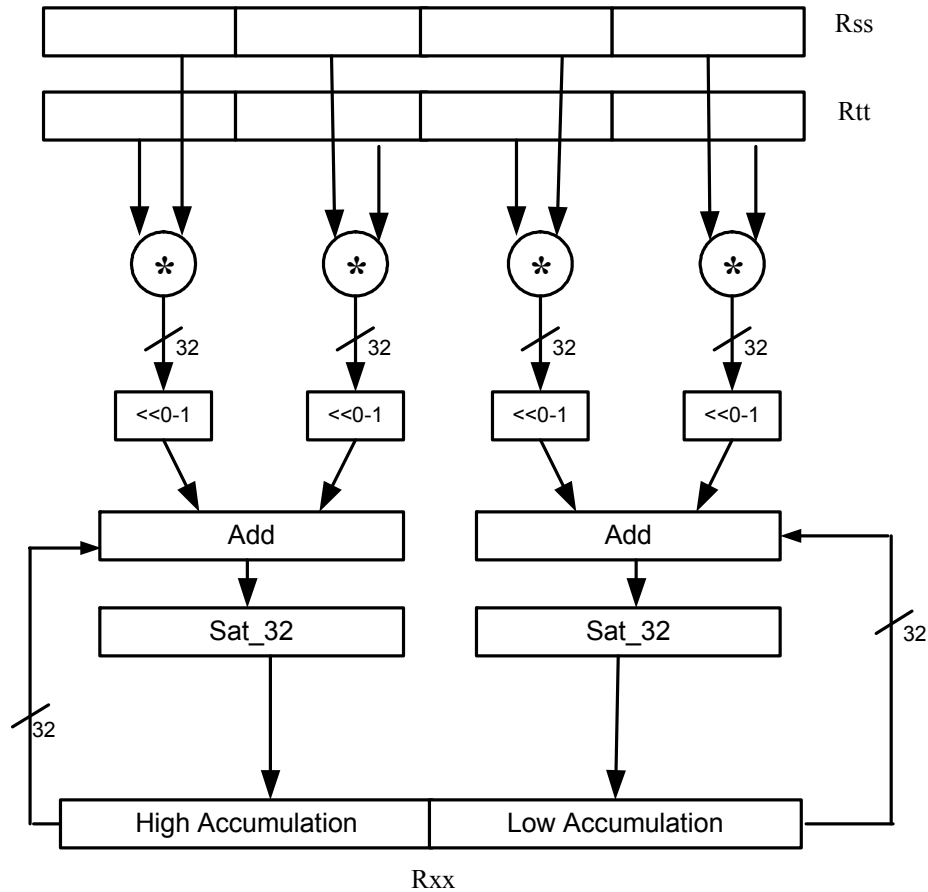 Rss
Rtt
* * * *
32 32 32 32
<<0-1 <<0-1 <<0-1 <<0-1
Add Add
Sat_32 Sat_32
32
32
High Accumulation Low Accumulation
Rxx